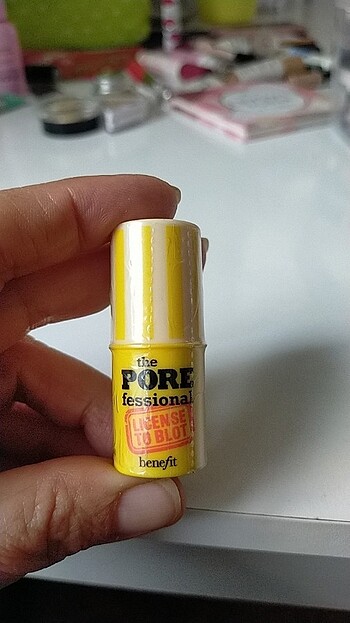 the
PORE
fessional
LICENSE
TO BLOT
benefit